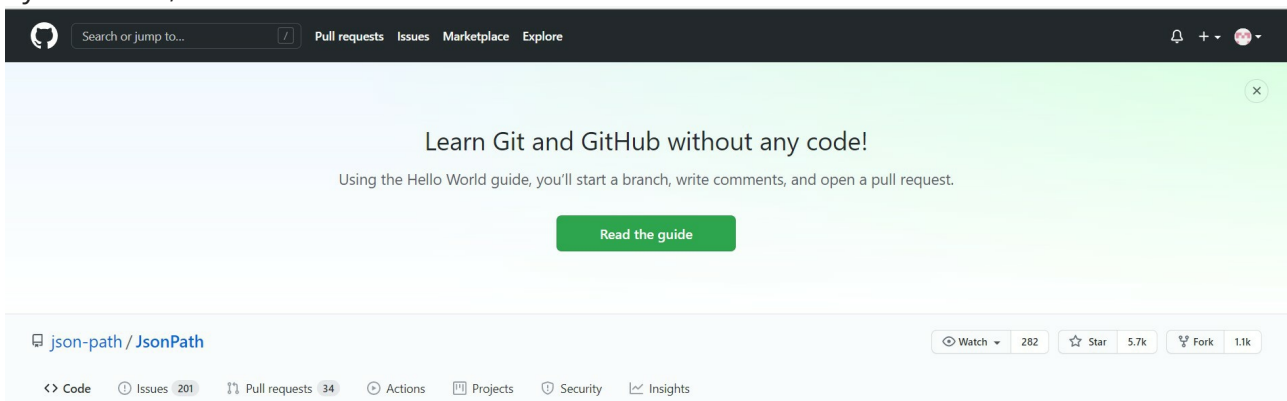 Search or jump to... / Pull requests Issues Marketplace Explore
Learn Git and GitHub without any code!
Using the Hello World guide, you'll start a branch, write comments, and open a pull request.
Read the guide
json-path / JsonPath Watch 282 Star 5.7k Fork 1.1k
Code Issues 201 Pull requests 34 Actions Projects Security Insights